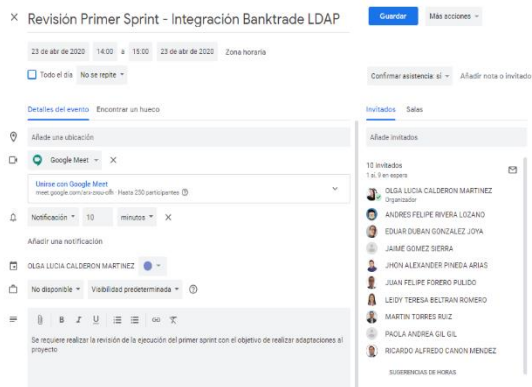 Revisión Primer Sprint - Integración Banktrade LDAP
Guardar
Más acciones
23 de abr de 2020 14:00 a 15:00 23 de abr de 2020 Zona horaria
Todo el día No se repite
Confirmar asistencia: sí Añadir nota o invitado
Detalles del evento Encontrar un hueco
Invitados Salas
Añade una ubicación
Añade invitados
Google Meet
10 invitados
1 sí, 9 en espera
Unirse con Google Meet
Hasta 250 participantes
OLGA LUCIA CALDERON MARTINEZ
Organizador
ANDRES FELIPE RIVERA LOZANO
Notificación 10 minutos
EDUAR DUBAN GONZALEZ JOYA
Añadir una notificación
JAIME GOMEZ SIERRA
OLGA LUCIA CALDERON MARTINEZ
JHON ALEXANDER PINEDA ARIAS
No disponible Visibilidad predeterminada
JUAN FELIPE FORERO PULIDO
LEIDY TERESA BELTRAN ROMERO
B I U
MARTIN TORRES RUIZ
Se requiere realizar la revisión de la ejecución del primer sprint con el objetivo de realizar adaptaciones al
proyecto
PAOLA ANDREA GIL GIL
RICARDO ALFREDO CANON MENDEZ
SUGERENCIAS DE HORAS